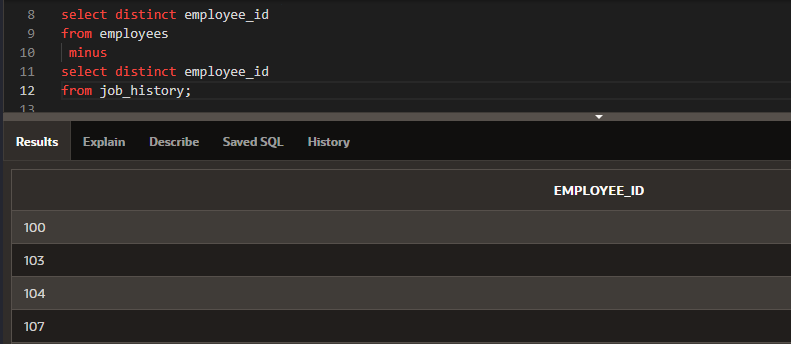 8 select distinct employee_id
9 from employees
10 minus
11 select distinct employee_id
12 from job_history;
13
Results Explain Describe Saved SQL History
EMPLOYEE_ID
100
103
104
107